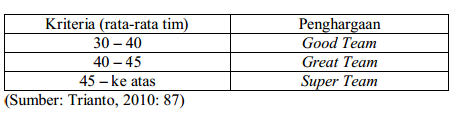 Kriteria (rata-rata tim) Penghargaan
30 – 40 Good Team
40 – 45 Great Team
45 – ke atas Super Team
(Sumber: Trianto, 2010: 87)